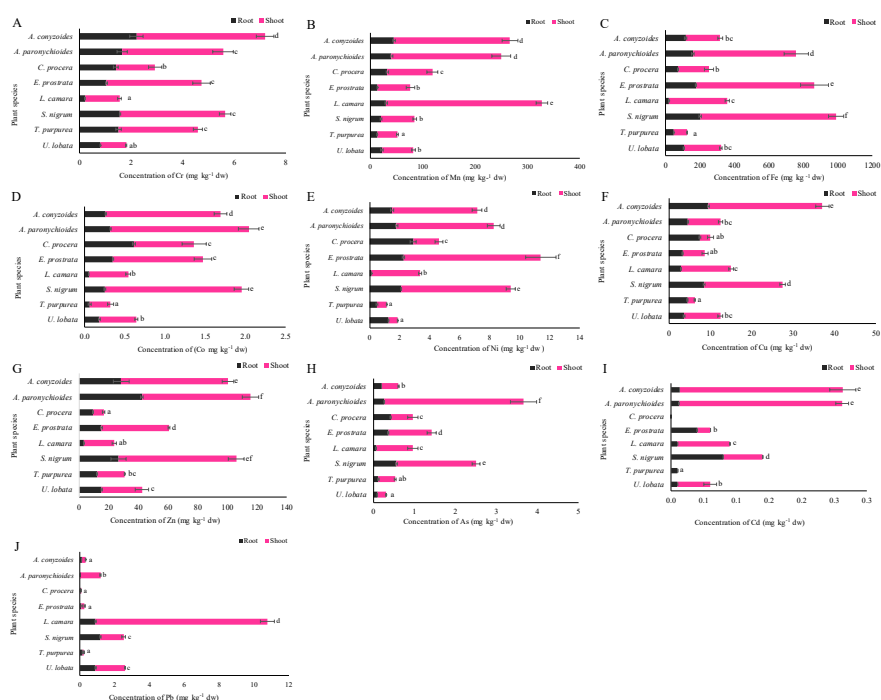 A
Root Shoot
Plant species
A. conyzoides
d
A. paronychioides
c
C. procera
b
E. prostrata
c
L. camara
a
S. nigrum
c
T. purpurea
c
U. lobata
ab
0 2 4 6 8
Concentration of Cr (mg kg-1 dw)
B
Root Shoot
Plant species
A. conyzoides
d
A. paronychioides
d
C. procera
c
E. prostrata
b
L. camara
e
S. nigrum
b
T. purpurea
a
U. lobata
b
0 100 200 300 400
Concentration of Mn (mg kg-1 dw)
C
Root Shoot
Plant species
A. conyzoides
bc
A. paronychioides
d
C. procera
b
E. prostrata
e
L. camara
c
S. nigrum
f
T. purpurea
a
U. lobata
bc
0 200 400 600 800 1000 1200
Concentration of Fe (mg kg-1 dw)
D
Root Shoot
Plant species
A. conyzoides
d
A. paronychioides
e
C. procera
c
E. prostrata
c
L. camara
b
S. nigrum
e
T. purpurea
a
U. lobata
b
0.0 0.5 1.0 1.5 2.0 2.5
Concentration of (Co mg kg-1 dw)
E
Root Shoot
Plant species
A. conyzoides
d
A. paronychioides
d
C. procera
c
E. prostrata
f
L. camara
b
S. nigrum
e
T. purpurea
a
U. lobata
a
0 2 4 6 8 10 12 14
Concentration of Ni (mg kg-1 dw)
F
Root Shoot
Plant species
A. conyzoides
e
A. paronychioides
bc
C. procera
ab
E. prostrata
ab
L. camara
c
S. nigrum
d
T. purpurea
a
U. lobata
bc
0 10 20 30 40 50
Concentration of Cu (mg kg-1 dw)
G
Root Shoot
Plant species
A. conyzoides
e
A. paronychioides
f
C. procera
a
E. prostrata
d
L. camara
ab
S. nigrum
ef
T. purpurea
bc
U. lobata
c
0 20 40 60 80 100 120 140
Concentration of Zn (mg kg-1 dw)
H
Root Shoot
Plant species
A. conyzoides
b
A. paronychioides
f
C. procera
c
E. prostrata
d
L. camara
c
S. nigrum
e
T. purpurea
ab
U. lobata
a
0 1 2 3 4 5
Concentration of As (mg kg-1 dw)
I
Root Shoot
Plant species
A. conyzoides
e
A. paronychioides
e
C. procera
E. prostrata
b
L. camara
c
S. nigrum
d
T. purpurea
a
U. lobata
b
0.0 0.1 0.1 0.2 0.2 0.3 0.3
Concentration of Cd (mg kg-1 dw)
J
Root Shoot
Plant species
A. conyzoides
a
A. paronychioides
b
C. procera
a
E. prostrata
a
L. camara
d
S. nigrum
c
T. purpurea
a
U. lobata
c
0 2 4 6 8 10 12
Concentration of Pb (mg kg-1 dw)